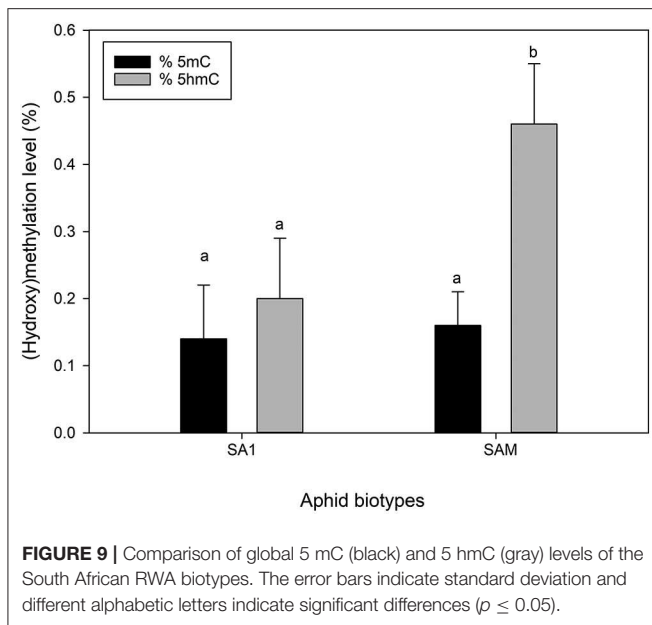 0.6
0.5
0.4
0.3
0.2
0.1
0.0
(Hydroxy)methylation level (%)
% 5mC
% 5hmC
a
a
a
b
SA1
SAM
Aphid biotypes
FIGURE 9 | Comparison of global 5 mC (black) and 5 hmC (gray) levels of the
South African RWA biotypes. The error bars indicate standard deviation and
different alphabetic letters indicate significant differences (p ≤ 0.05).